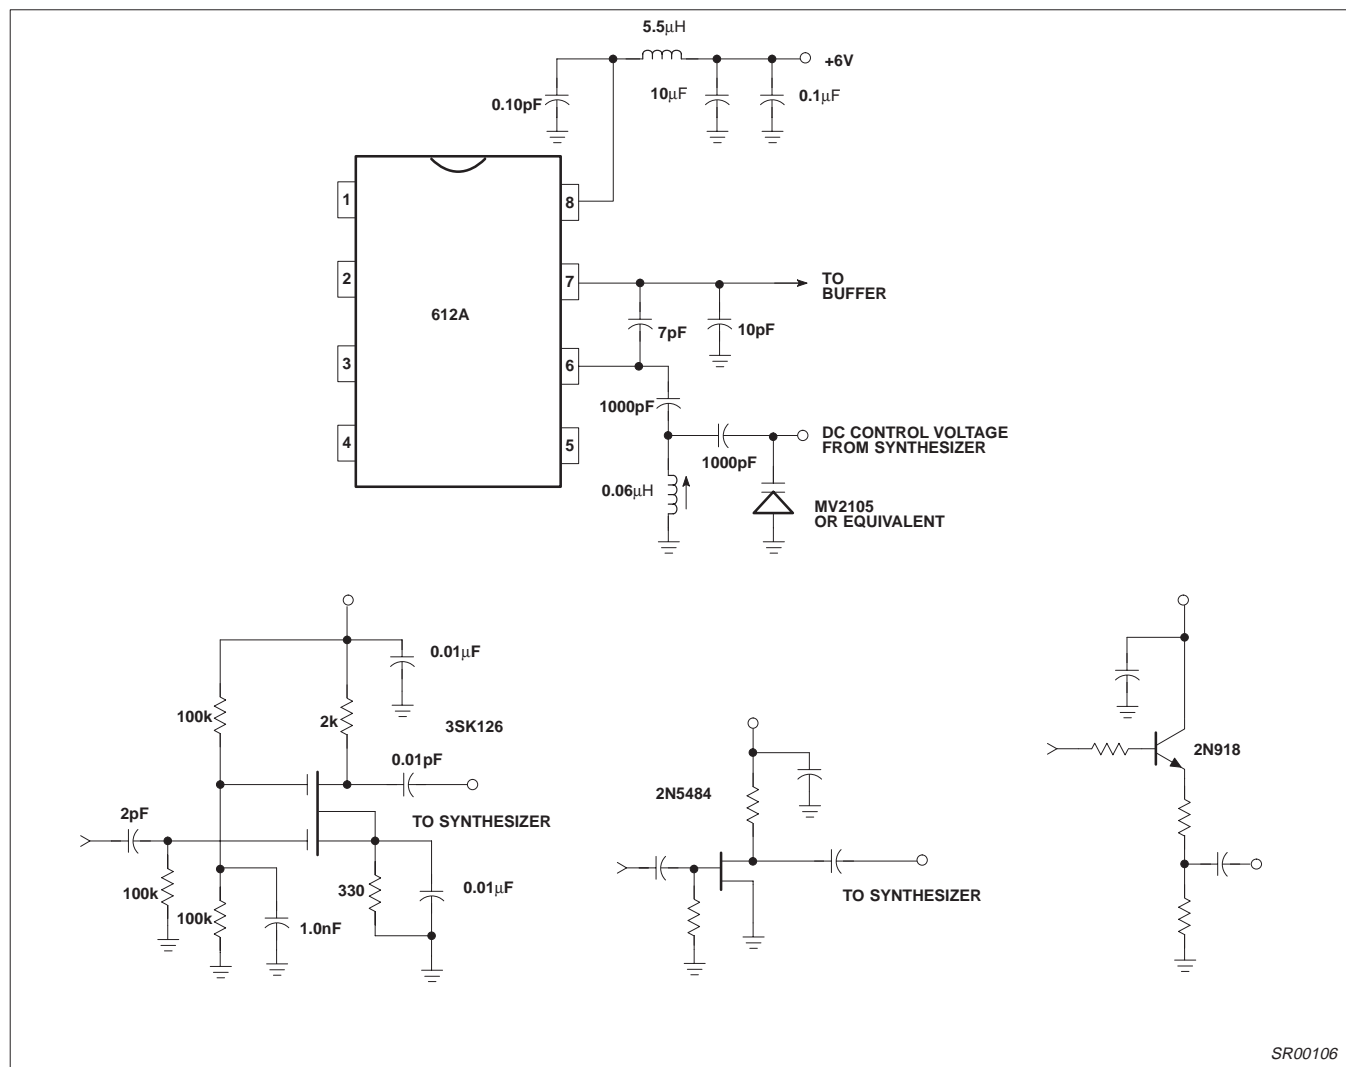 5.5µH
+6V
0.10pF
10µF
0.1µF
1
8
2
7
TO
BUFFER
612A
7pF
10pF
3
6
1000pF
4
5
DC CONTROL VOLTAGE
FROM SYNTHESIZER
1000pF
0.06µH
MV2105
OR EQUIVALENT
0.01µF
100k
2k
3SK126
0.01pF
2pF
TO SYNTHESIZER
100k
100k
330
0.01µF
1.0nF
2N5484
TO SYNTHESIZER
2N918
SR00106